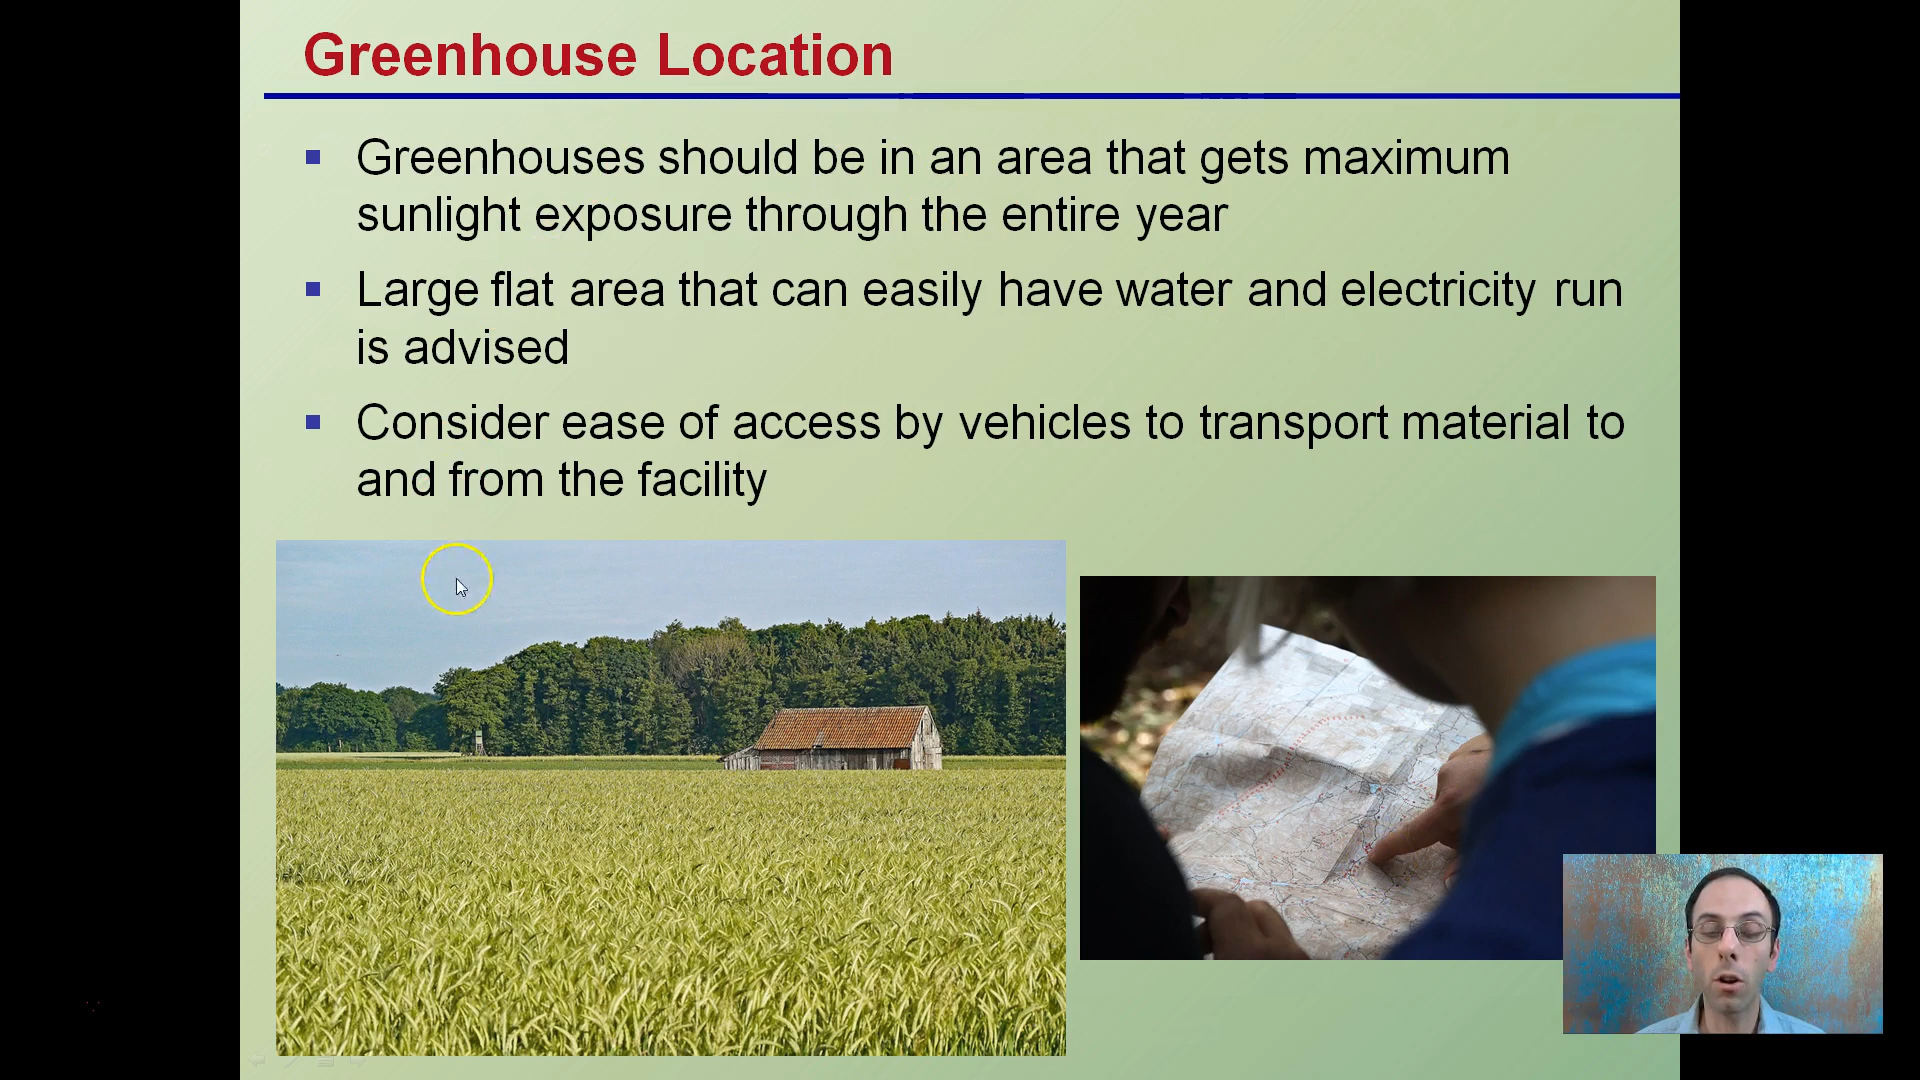 Greenhouse Location
Greenhouses should be in an area that gets maximum
sunlight exposure through the entire year
Large flat area that can easily have water and electricity run
is advised
Consider ease of access by vehicles to transport material to
and from the facility